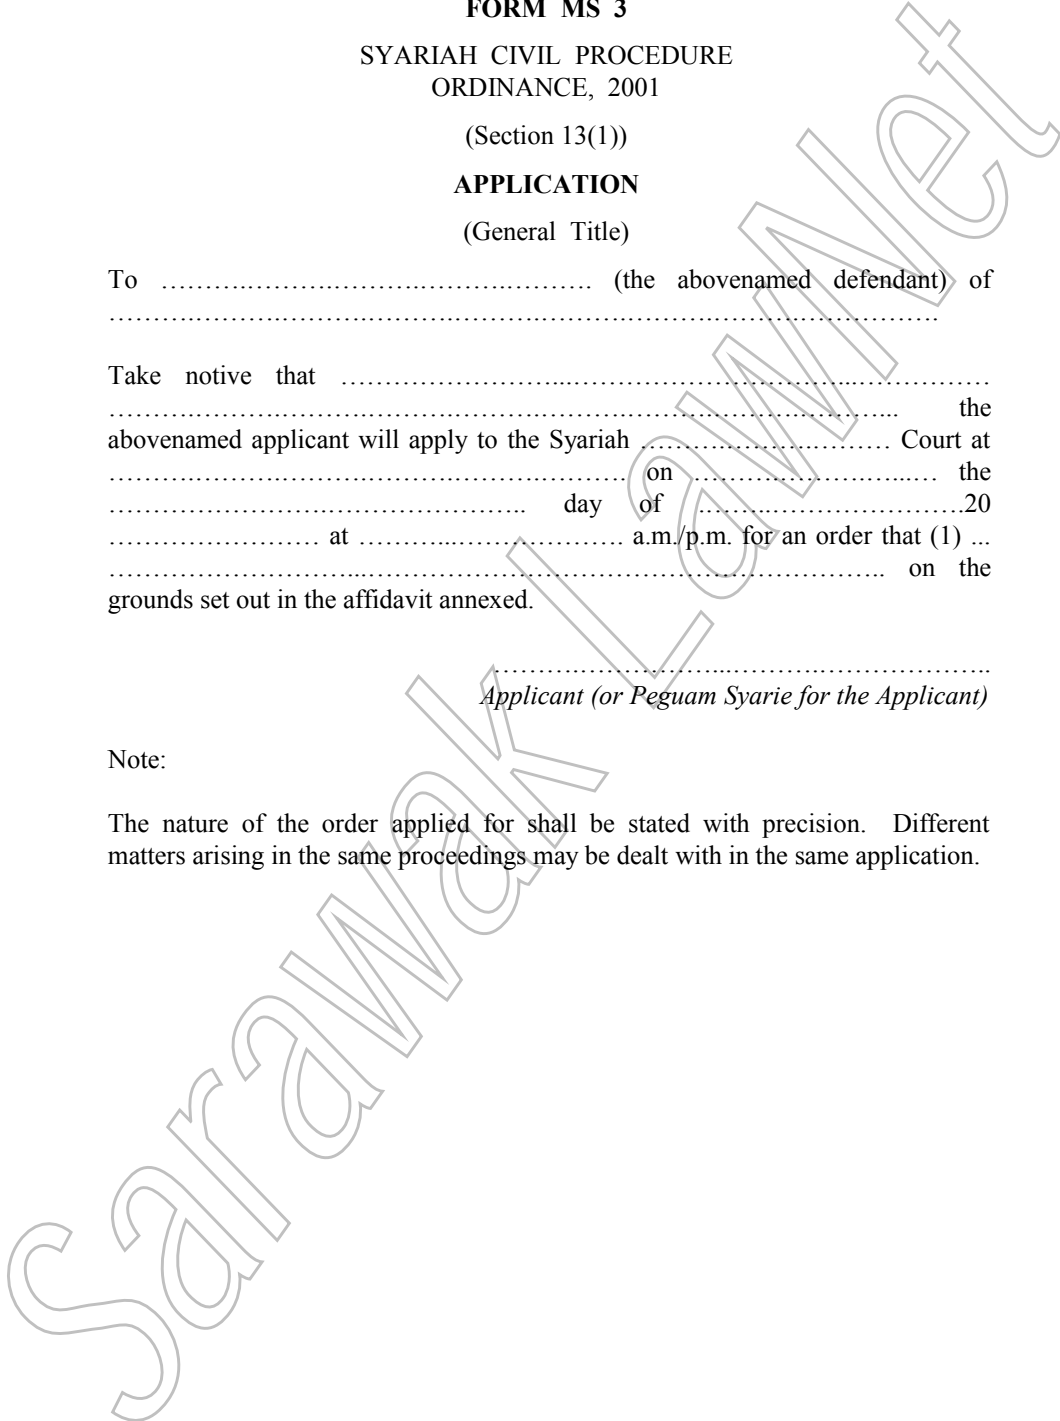 FORM MS 3
SYARIAH CIVIL PROCEDURE
ORDINANCE, 2001
(Section 13(1))
APPLICATION
(General Title)
To ……………….……….……….………. (the abovenamed defendant) of
……….……….……….……….……….……….……….……….…………….
Take notive that ……………………...…………………………...……………
……….……….……….……….……….……….……….……….………... the
abovenamed applicant will apply to the Syariah ……….……….……… Court at
……….……….……….……….……….………. on ……….……….…...… the
………………….…………………….. day of ……...………………….20
…………………… at ………...………………. a.m./p.m. for an order that (1) ...
………………………...………………………………………………….. on the
grounds set out in the affidavit annexed.
……….……………...……….……………….
Applicant (or Peguam Syarie for the Applicant)
Note:
The nature of the order applied for shall be stated with precision. Different
matters arising in the same proceedings may be dealt with in the same application.
Sarawak LawNet